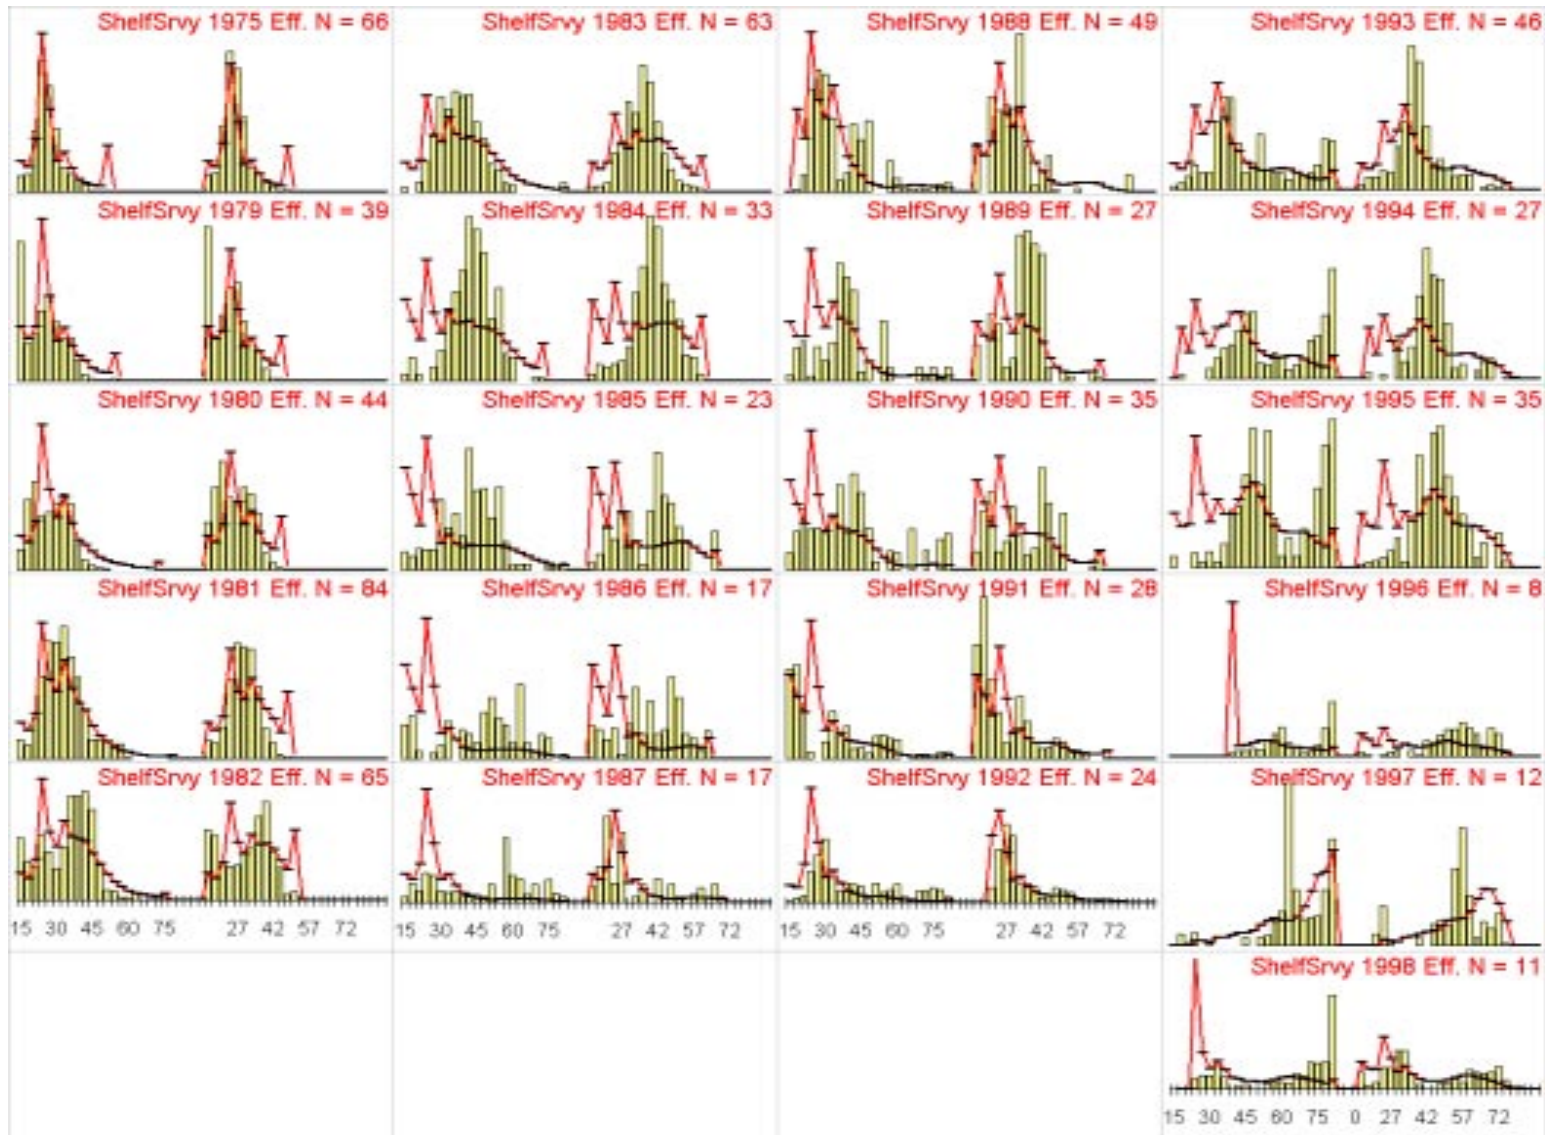 ShelfSrvy 1975 Eff. N = 66
ShelfSrvy 1983 Eff. N = 63
ShelfSrvy 1988 Eff. N = 49
ShelfSrvy 1993 Eff. N = 46
ShelfSrvy 1979 Eff. N = 39
ShelfSrvy 1984 Eff. N = 33
ShelfSrvy 1989 Eff. N = 27
ShelfSrvy 1994 Eff. N = 27
ShelfSrvy 1980 Eff. N = 44
ShelfSrvy 1985 Eff. N = 23
ShelfSrvy 1990 Eff. N = 35
ShelfSrvy 1995 Eff. N = 35
ShelfSrvy 1981 Eff. N = 84
ShelfSrvy 1986 Eff. N = 17
ShelfSrvy 1991 Eff. N = 28
ShelfSrvy 1996 Eff. N = 8
ShelfSrvy 1982 Eff. N = 65
ShelfSrvy 1987 Eff. N = 17
ShelfSrvy 1992 Eff. N = 24
ShelfSrvy 1997 Eff. N = 12
15 30 45 60 75 27 42 57 72
15 30 45 60 75 27 42 57 72
15 30 45 60 75 27 42 57 72
ShelfSrvy 1998 Eff. N = 11
15 30 45 60 75 0 27 42 57 72